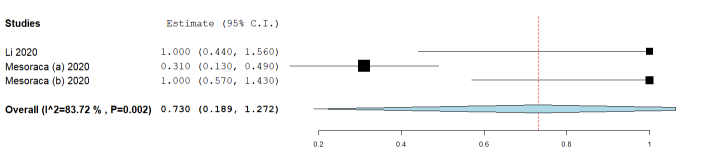 Studies Estimate (95% C.I.)
Li 2020 1.000 (0.440, 1.560)
Mesoraca (a) 2020 0.310 (0.130, 0.490)
Mesoraca (b) 2020 1.000 (0.570, 1.430)
Overall (I^2=83.72 % , P=0.002) 0.730 (0.189, 1.272)
0.2 0.4 0.6 0.8 1